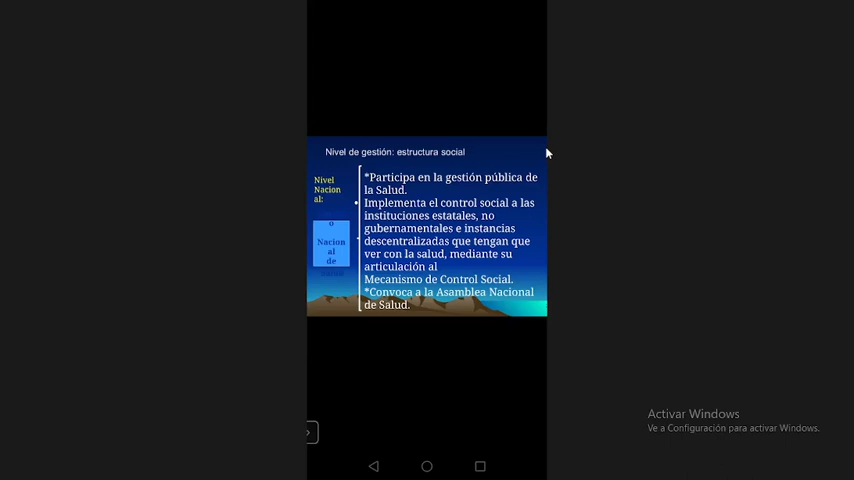 Nivel de gestión: estructura social
Nivel
Nacion
al:
o
Nacion
al
de
*Participa en la gestión pública de
la Salud.
• Implementa el control social a las
instituciones estatales, no
gubernamentales e instancias
descentralizadas que tengan que
ver con la salud, mediante su
articulación al
Mecanismo de Control Social.
*Convoca a la Asamblea Nacional
de Salud.
Activar Windows
Ve a Configuración para activar Windows.